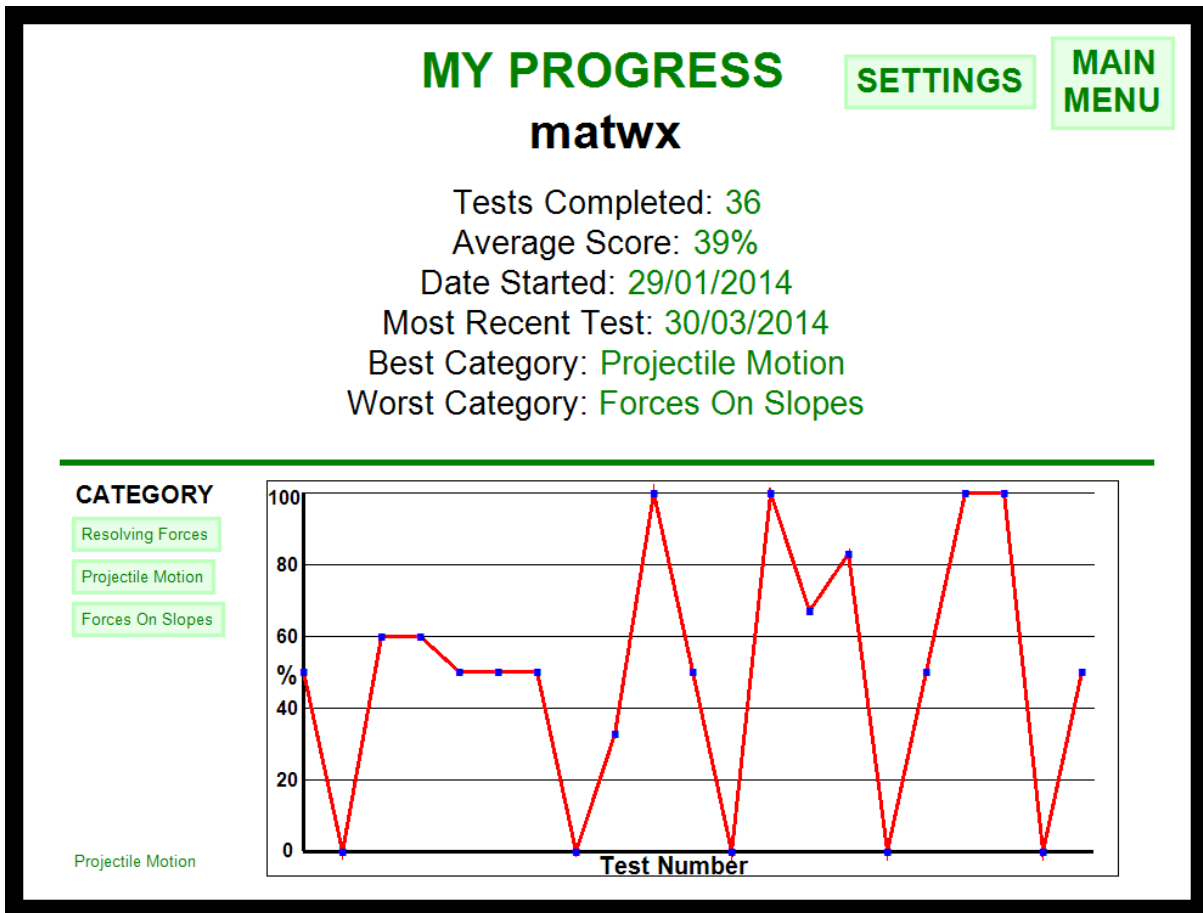 MY PROGRESS
SETTINGS
MAIN
MENU
matwx
Tests Completed: 36
Average Score: 39%
Date Started: 29/01/2014
Most Recent Test: 30/03/2014
Best Category: Projectile Motion
Worst Category: Forces On Slopes
CATEGORY
Resolving Forces
Projectile Motion
Forces On Slopes
Projectile Motion
100
80
60
%
40
20
0
Test Number